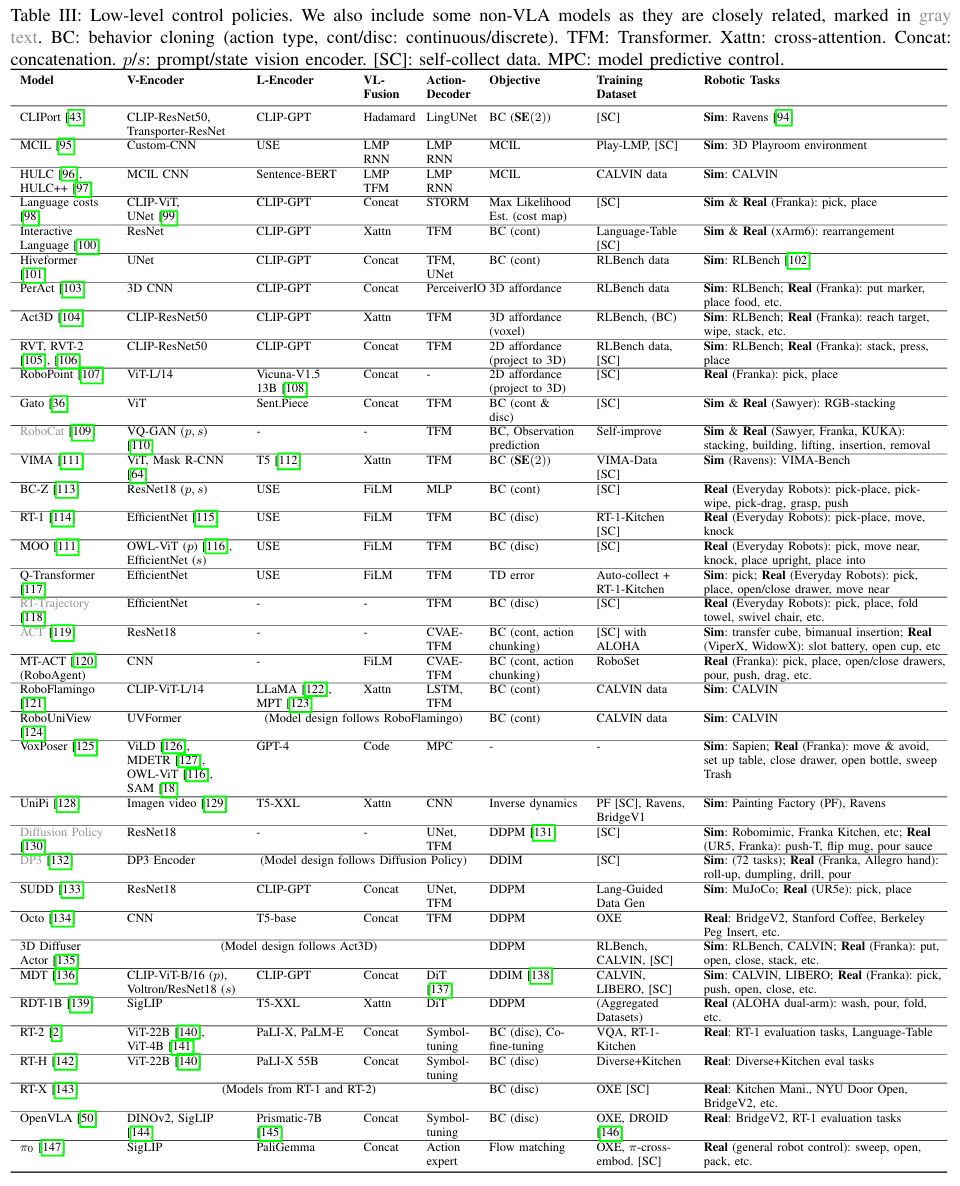 Table III: Low-level control policies. We also include some non-VLA models as they are closely related, marked in gray
text. BC: behavior cloning (action type, cont/disc: continuous/discrete). TFM: Transformer. Xattn: cross-attention. Concat:
concatenation. p/s: prompt/state vision encoder. [SC]: self-collect data. MPC: model predictive control.
Model V-Encoder L-Encoder VL- Action- Objective Training Robotic Tasks
Fusion Decoder Dataset
CLIPort [43] CLIP-ResNet50, CLIP-GPT Hadamard LingUNet BC (SE(2)) [SC] Sim: Ravens [94]
Transporter-ResNet
MCIL [95] Custom-CNN USE LMP LMP MCIL Play-LMP, [SC] Sim: 3D Playroom environment
RNN RNN
HULC [96], MCIL CNN Sentence-BERT LMP LMP MCIL CALVIN data Sim: CALVIN
HULC++ [97] TFM RNN
Language costs CLIP-ViT, CLIP-GPT Concat STORM Max Likelihood [SC] Sim & Real (Franka): pick, place
[98] UNet [99] Est. (cost map)
Interactive ResNet CLIP-GPT Xattn TFM BC (cont) Language-Table Sim & Real (xArm6): rearrangement
Language [100] [SC]
Hiveformer UNet CLIP-GPT Concat TFM, BC (cont) RLBench data Sim: RLBench [102]
[101] UNet
PerAct [103] 3D CNN CLIP-GPT Concat PerceiverIO 3D affordance RLBench data Sim: RLBench; Real (Franka): put marker,
place food, etc.
Act3D [104] CLIP-ResNet50 CLIP-GPT Xattn TFM 3D affordance RLBench, (BC) Sim: RLBench; Real (Franka): reach target,
(voxel) wipe, stack, etc.
RVT, RVT-2 CLIP-ResNet50 CLIP-GPT Concat TFM 2D affordance RLBench data, Sim: RLBench; Real (Franka): stack, press,
[105], [106] (project to 3D) [SC] place
RoboPoint [107] ViT-L/14 Vicuna-V1.5 Concat - 2D affordance [SC] Real (Franka): pick, place
13B [108] (project to 3D)
Gato [36] ViT Sent.Piece Concat TFM BC (cont & [SC] Sim & Real (Sawyer): RGB-stacking
disc)
RoboCat [109] VQ-GAN (p, s) - - TFM BC, Observation Self-improve Sim & Real (Sawyer, Franka, KUKA):
[110] prediction stacking, building, lifting, insertion, removal
VIMA [111] ViT, Mask R-CNN T5 [112] Xattn TFM BC (SE(2)) VIMA-Data Sim (Ravens): VIMA-Bench
[64] [SC]
BC-Z [113] ResNet18 (p, s) USE FiLM MLP BC (cont) [SC] Real (Everyday Robots): pick-place, pick-
wipe, pick-drag, grasp, push
RT-1 [114] EfficientNet [115] USE FiLM TFM BC (disc) RT-1-Kitchen Real (Everyday Robots): pick-place, move,
[SC] knock
MOO [111] OWL-ViT (p) [116], USE FiLM TFM BC (disc) [SC] Real (Everyday Robots): pick, move near,
EfficientNet (s) knock, place upright, place into
Q-Transformer EfficientNet USE FiLM TFM TD error Auto-collect + Sim: pick; Real (Everyday Robots): pick,
[117] RT-1-Kitchen place, open/close drawer, move near
RT-Trajectory EfficientNet - - TFM BC (disc) [SC] Real (Everyday Robots): pick, place, fold
[118] towel, swivel chair, etc.
ACT [119] ResNet18 - - CVAE- BC (cont, action [SC] with Sim: transfer cube, bimanual insertion; Real
TFM chunking) ALOHA (ViperX, WidowX): slot battery, open cup, etc
MT-ACT [120] CNN - FiLM CVAE- BC (cont, action RoboSet Real (Franka): pick, place, open/close drawers,
(RoboAgent) TFM chunking) pour, push, drag, etc.
RoboFlamingo CLIP-ViT-L/14 LLaMA [122], Xattn LSTM, BC (cont) CALVIN data Sim: CALVIN
[121] MPT [123] TFM
RoboUniView UVFormer (Model design follows RoboFlamingo) BC (cont) CALVIN data Sim: CALVIN
[124]
VoxPoser [125] ViLD [126], GPT-4 Code MPC - - Sim: Sapien; Real (Franka): move & avoid,
MDETR [127], set up table, close drawer, open bottle, sweep
OWL-ViT [116], Trash
SAM [18]
UniPi [128] Imagen video [129] T5-XXL Xattn CNN Inverse dynamics PF [SC], Ravens, Sim: Painting Factory (PF), Ravens
BridgeV1
Diffusion Policy ResNet18 - - UNet, DDPM [131] [SC] Sim: Robomimic, Franka Kitchen, etc; Real
[130] TFM (UR5, Franka): push-T, flip mug, pour sauce
DP3 [132] DP3 Encoder (Model design follows Diffusion Policy) DDIM [SC] Sim: (72 tasks); Real (Franka, Allegro hand):
roll-up, dumpling, drill, pour
SUDD [133] ResNet18 CLIP-GPT Concat UNet, DDPM Lang-Guided Sim: MuJoCo; Real (UR5e): pick, place
TFM Data Gen
Octo [134] CNN T5-base Concat TFM DDPM OXE Real: BridgeV2, Stanford Coffee, Berkeley
Peg Insert, etc.
3D Diffuser (Model design follows Act3D) DDPM RLBench, Sim: RLBench, CALVIN; Real (Franka): put,
Actor [135] CALVIN, [SC] open, close, stack, etc.
MDT [136] CLIP-ViT-B/16 (p), CLIP-GPT Concat DiT DDIM [138] CALVIN, Sim: CALVIN, LIBERO; Real (Franka): pick,
Voltron/ResNet18 (s) [137] LIBERO, [SC] push, open, close, etc.
RDT-1B [139] SigLIP T5-XXL Xattn DiT DDPM (Aggregated Real (ALOHA dual-arm): wash, pour, fold,
Datasets) etc.
RT-2 [2] ViT-22B [140], PaLI-X, PaLM-E Concat Symbol- BC (disc), Co- VQA, RT-1- Real: RT-1 evaluation tasks, Language-Table
ViT-4B [141] tuning fine-tuning Kitchen
RT-H [142] ViT-22B [140] PaLI-X 55B Concat Symbol- BC (disc) Diverse+Kitchen Real: Diverse+Kitchen eval tasks
tuning
RT-X [143] (Models from RT-1 and RT-2) BC (disc) OXE [SC] Real: Kitchen Mani., NYU Door Open,
BridgeV2, etc.
OpenVLA [50] DINOv2, SigLIP Prismatic-7B Concat Symbol- BC (disc) OXE, DROID Real: BridgeV2, RT-1 evaluation tasks
[144] [145] tuning [146]
π0 [147] SigLIP PaliGemma Concat Action Flow matching OXE, π-cross- Real (general robot control): sweep, open,
expert embod. [SC] pack, etc.